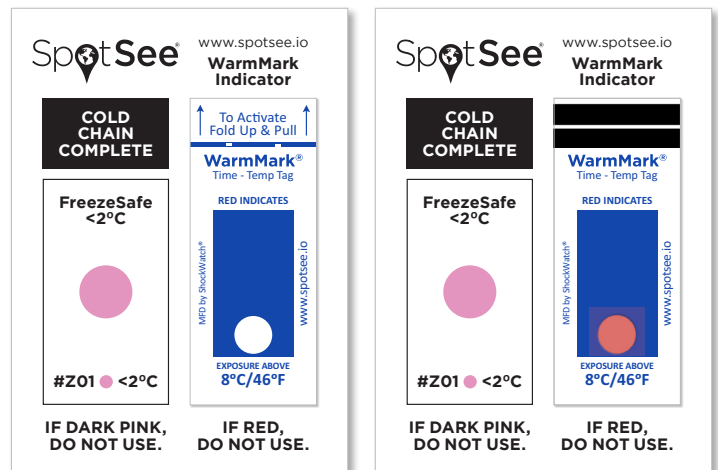 SpotSee®
www.spotsee.io
WarmMark
Indicator
COLD
CHAIN
COMPLETE
To Activate
Fold Up & Pull
WarmMark®
Time - Temp Tag
FreezeSafe
<2°C
RED INDICATES
MFD by ShockWatch®
www.spotsee.io
#Z01 <2°C
EXPOSURE ABOVE
8°C/46°F
IF DARK PINK,
DO NOT USE.
IF RED,
DO NOT USE.
SpotSee®
www.spotsee.io
WarmMark
Indicator
COLD
CHAIN
COMPLETE
WarmMark®
Time - Temp Tag
FreezeSafe
<2°C
RED INDICATES
MFD by ShockWatch®
www.spotsee.io
#Z01 <2°C
EXPOSURE ABOVE
8°C/46°F
IF DARK PINK,
DO NOT USE.
IF RED,
DO NOT USE.